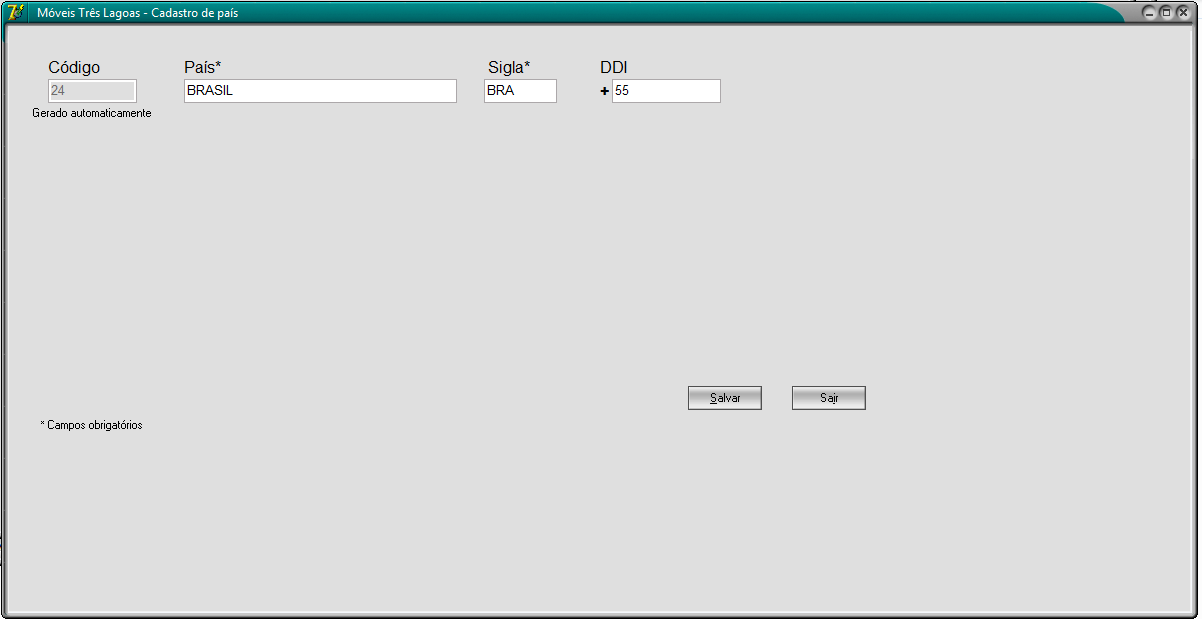 Móveis Três Lagoas - Cadastro de país
Código País* Sigla* DDI
24 BRASIL BRA + 55
Gerado automaticamente
Salvar Sair
* Campos obrigatórios